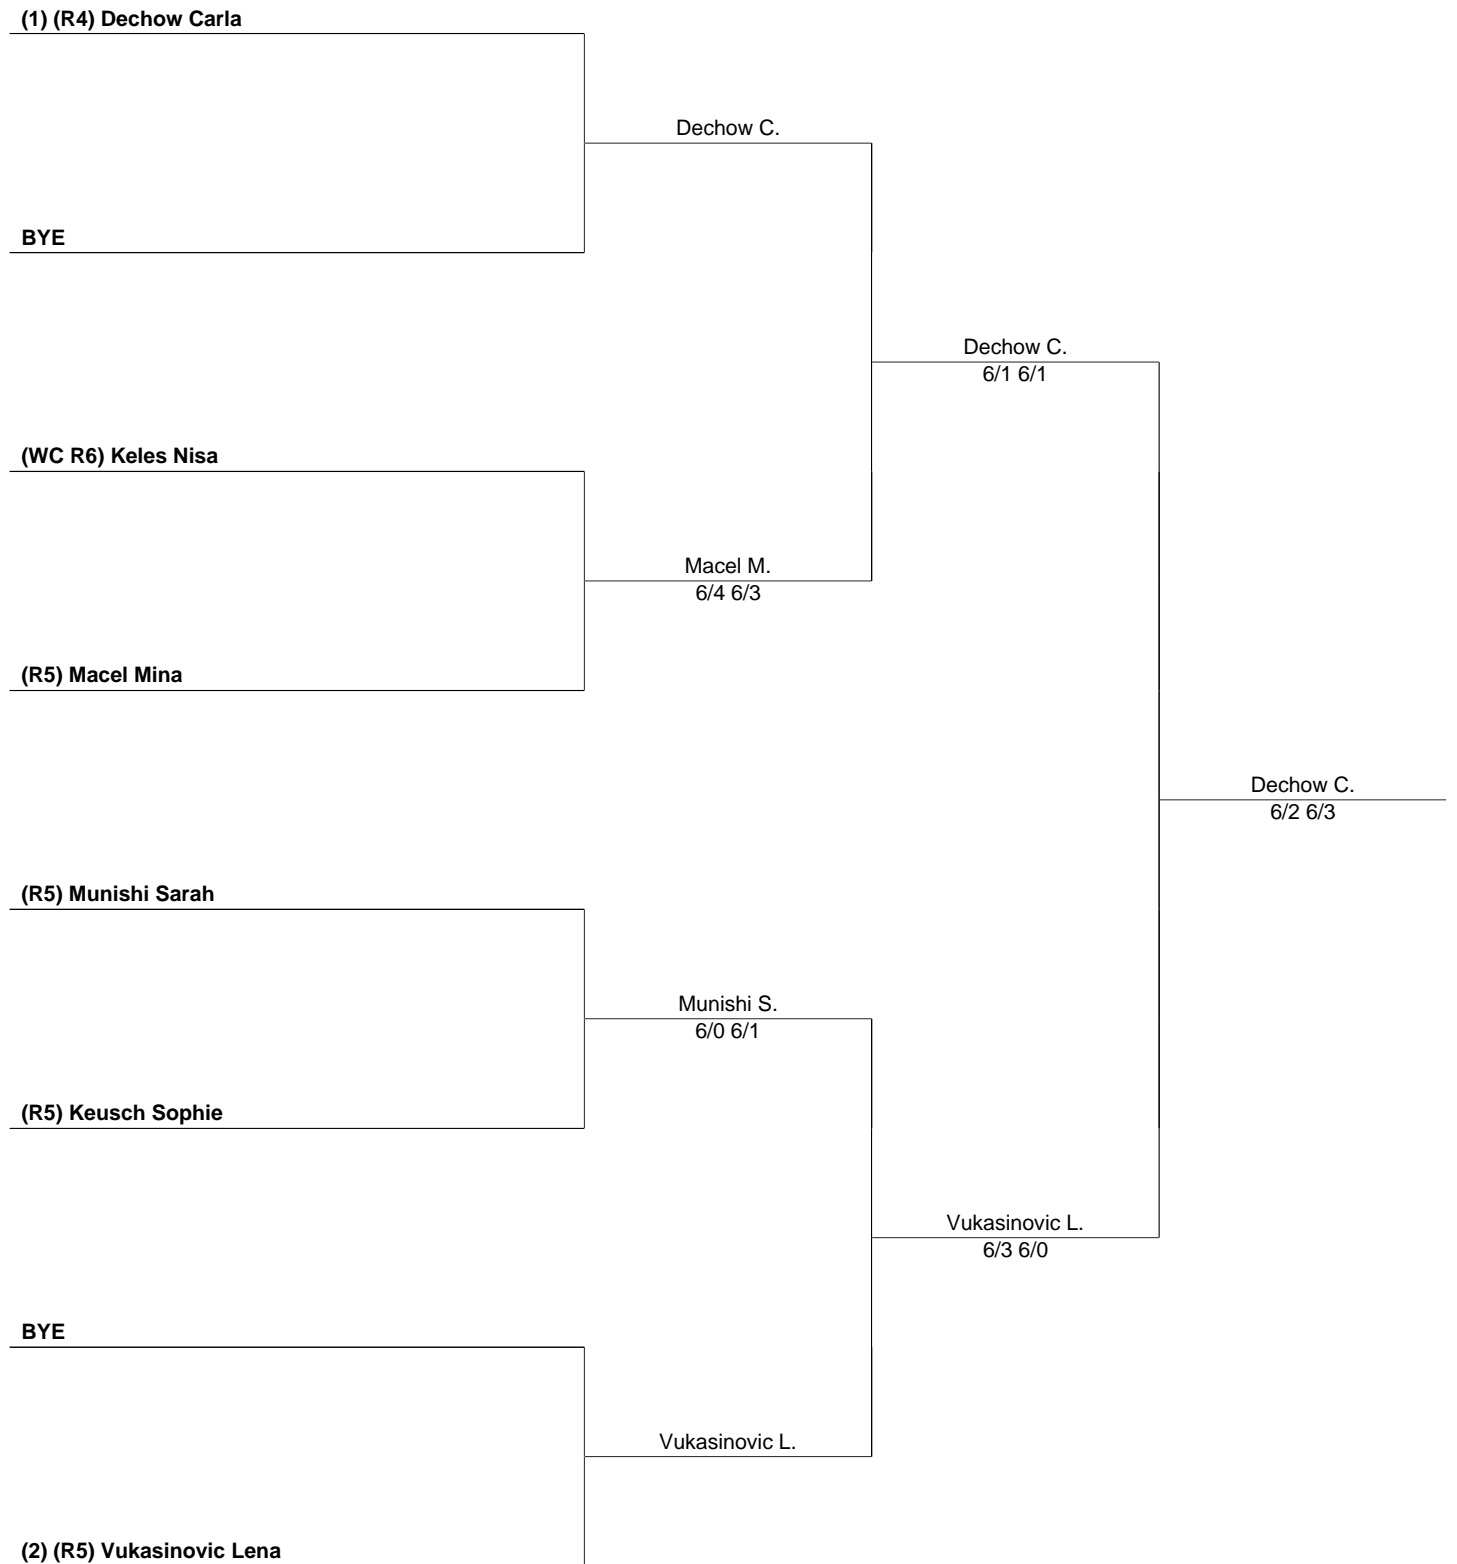 (1) (R4) Dechow Carla
Dechow C.
BYE
Dechow C.
6/1 6/1
(WC R6) Keles Nisa
Macel M.
6/4 6/3
(R5) Macel Mina
Dechow C.
6/2 6/3
(R5) Munishi Sarah
Munishi S.
6/0 6/1
(R5) Keusch Sophie
Vukasinovic L.
6/3 6/0
BYE
Vukasinovic L.
(2) (R5) Vukasinovic Lena